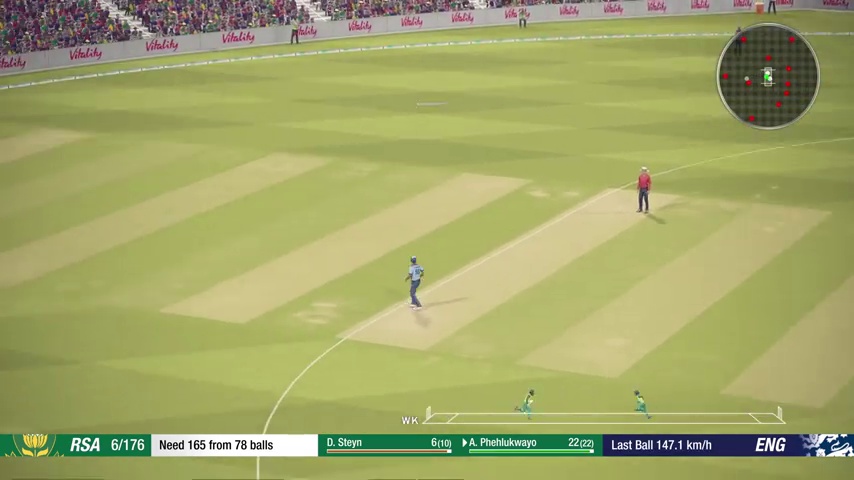 Vitality Vitality Vitality Vitality Vitality Vitality Vitality Vitality Vitality Vitality Vitality
WK
RSA 6/176 Need 165 from 78 balls D. Steyn 6(10) A. Phehlukwayo 22(22) Last Ball 147.1 km/h ENG